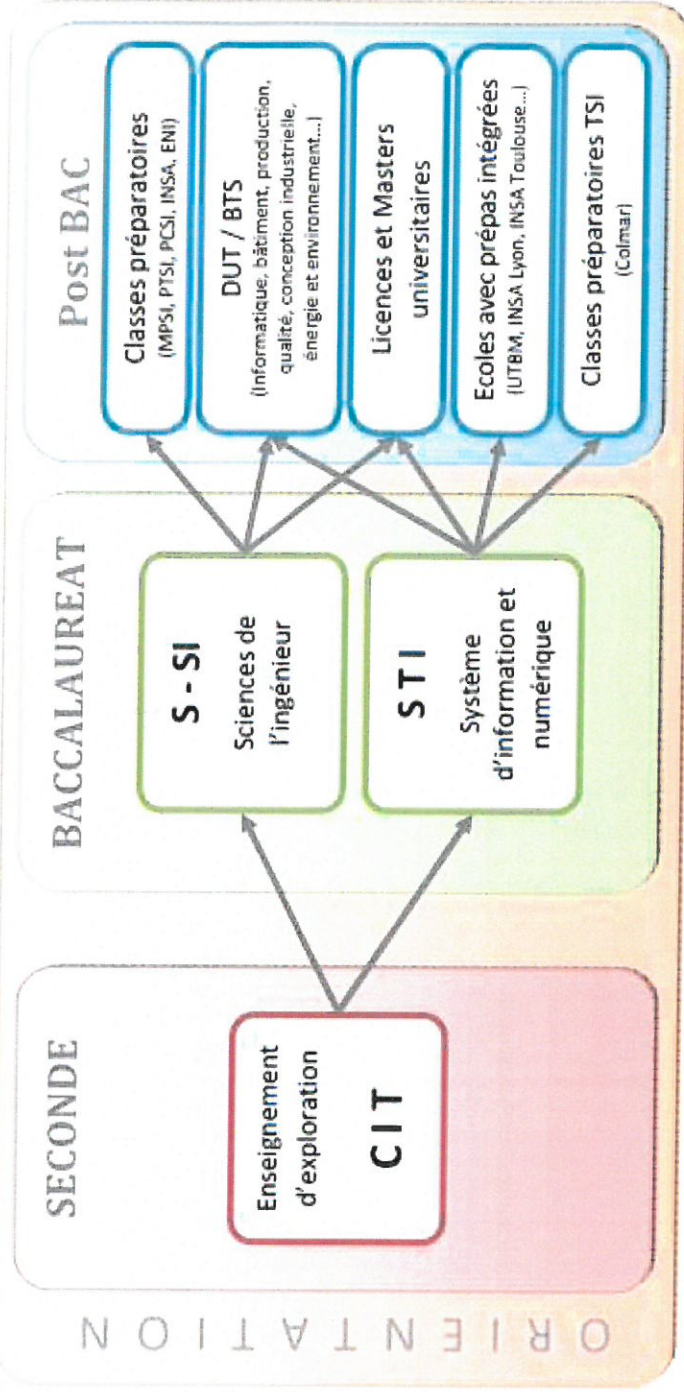 ORIENTATION
SECONDE
Enseignement
d'exploration
CIT
BACCALAUREAT
S - SI
Sciences de
l'ingénieur
STI
Système
d'information et
numérique
Post BAC
Classes préparatoires
(MPSI, PTSI, PCSI, INSA, ENI)
DUT / BTS
(Informatique, bâtiment, production,
qualité, conception industrielle,
énergie et environnement...)
Licences et Masters
universitaires
Ecoles avec prépas intégrées
(UTBM, INSA Lyon, INSA Toulouse...)
Classes préparatoires TSI
(Colmar)